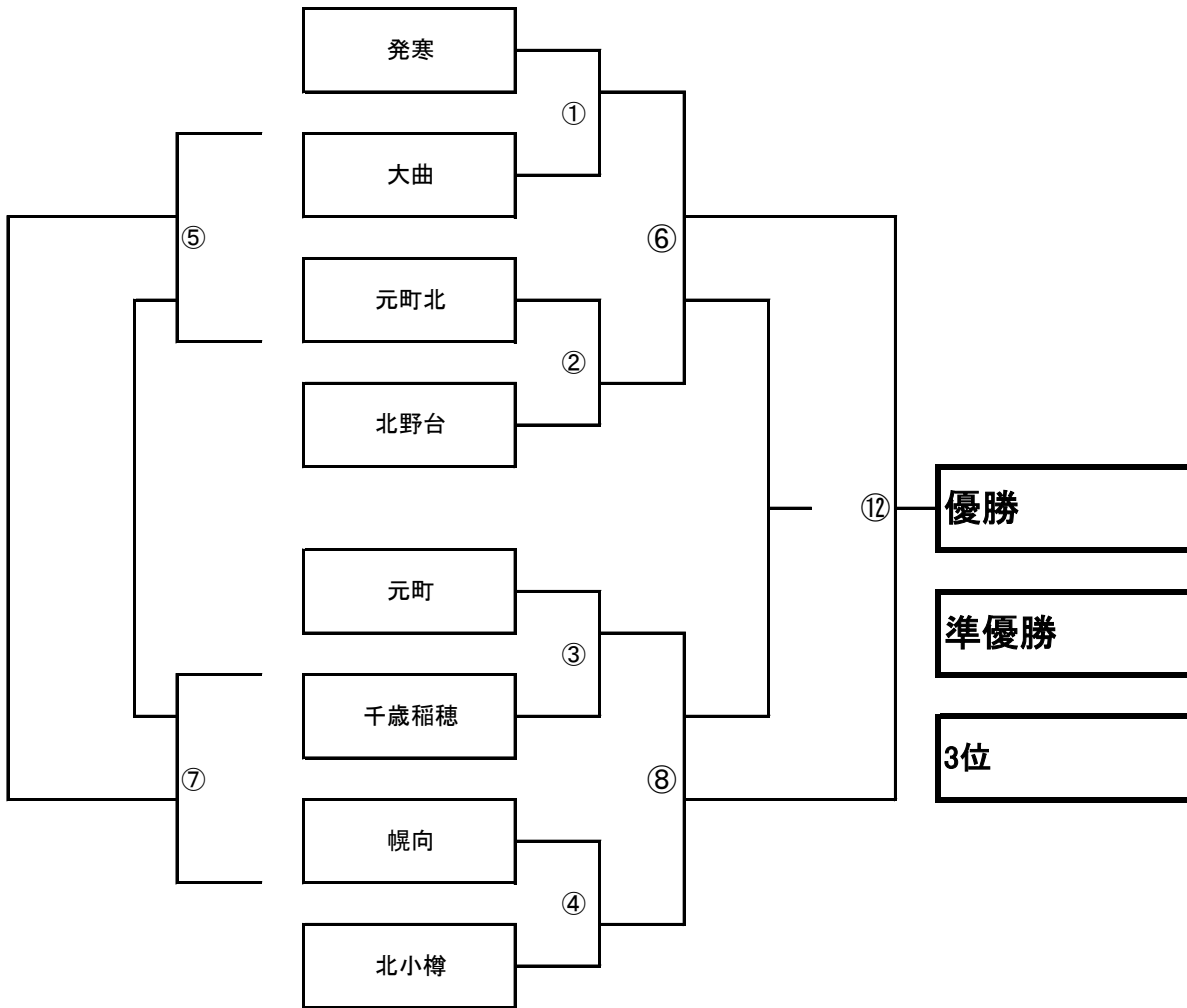 発寒
①
大曲
⑤
⑥
元町北
②
北野台
⑫
優勝
元町
準優勝
③
千歳稲穂
3位
⑦
⑧
幌向
④
北小樽